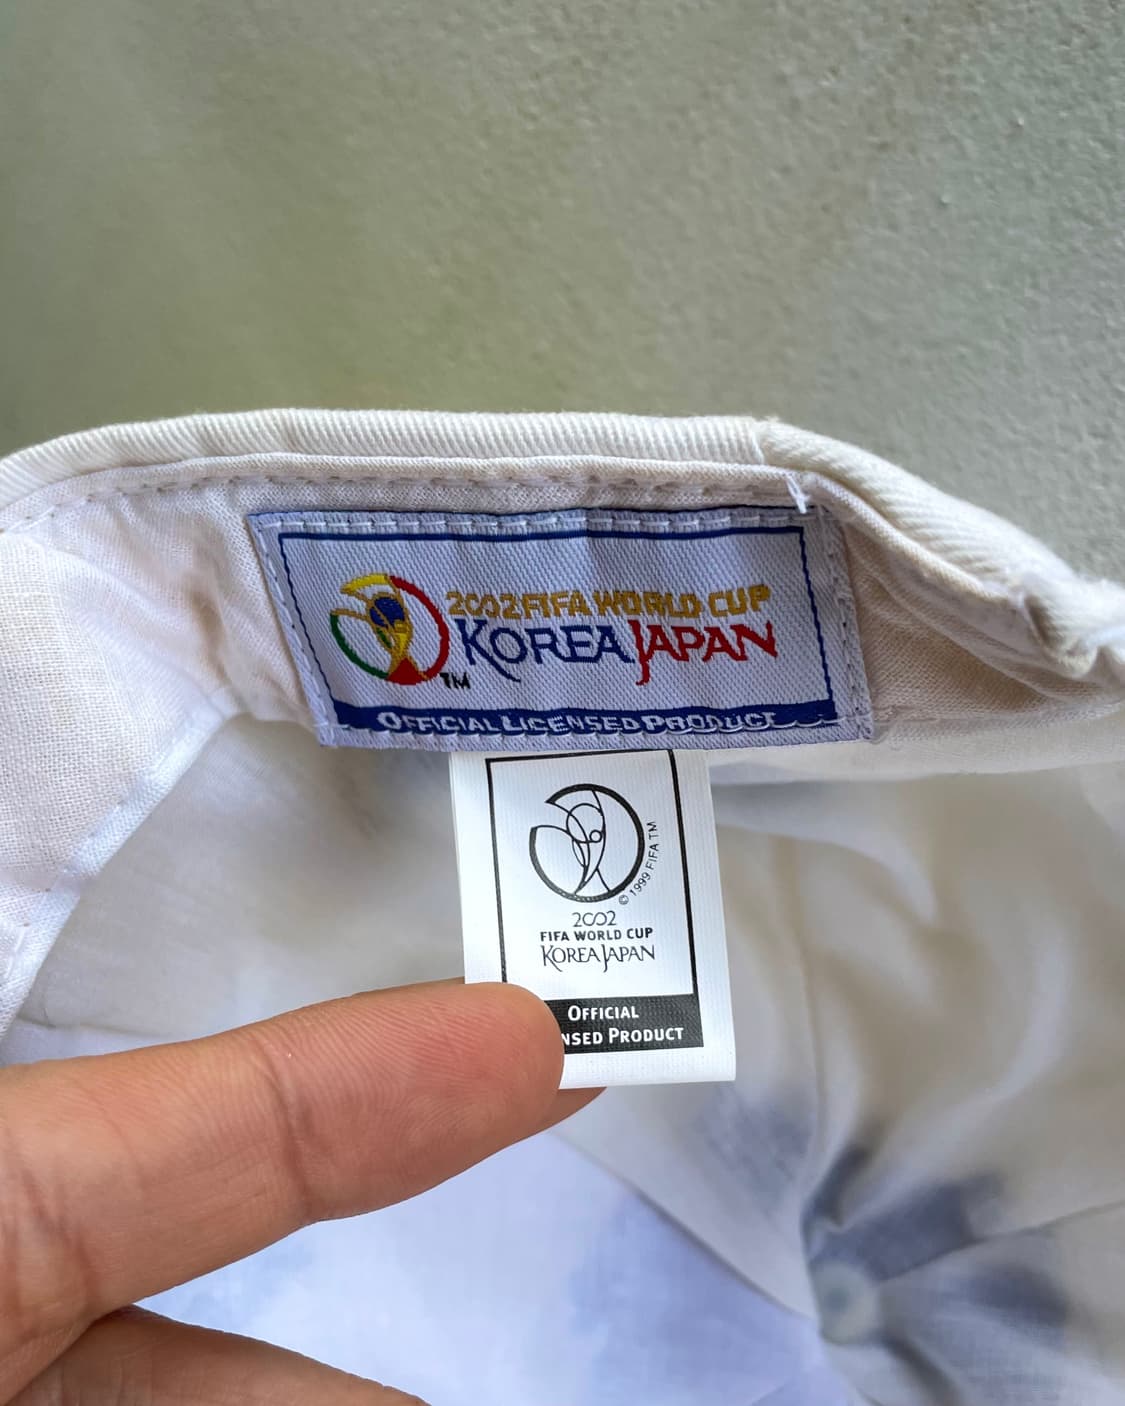 2002 FIFA WORLD CUP
KOREA JAPAN
TM
OFFICIAL LICENSED PRODUCT
© 1999 FIFA TM
2002
FIFA WORLD CUP
KOREA JAPAN
OFFICIAL
NSED PRODUCT